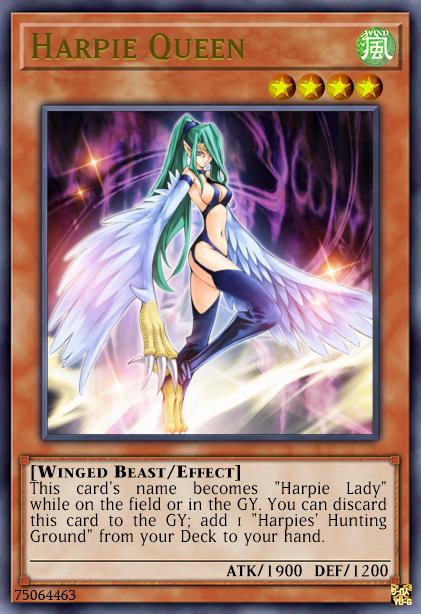 Harpie Queen
WIND
風
[Winged Beast/Effect]
This card's name becomes "Harpie Lady"
while on the field or in the GY. You can discard
this card to the GY; add 1 "Harpies' Hunting
Ground" from your Deck to your hand.
ATK/1900 DEF/1200
75064463